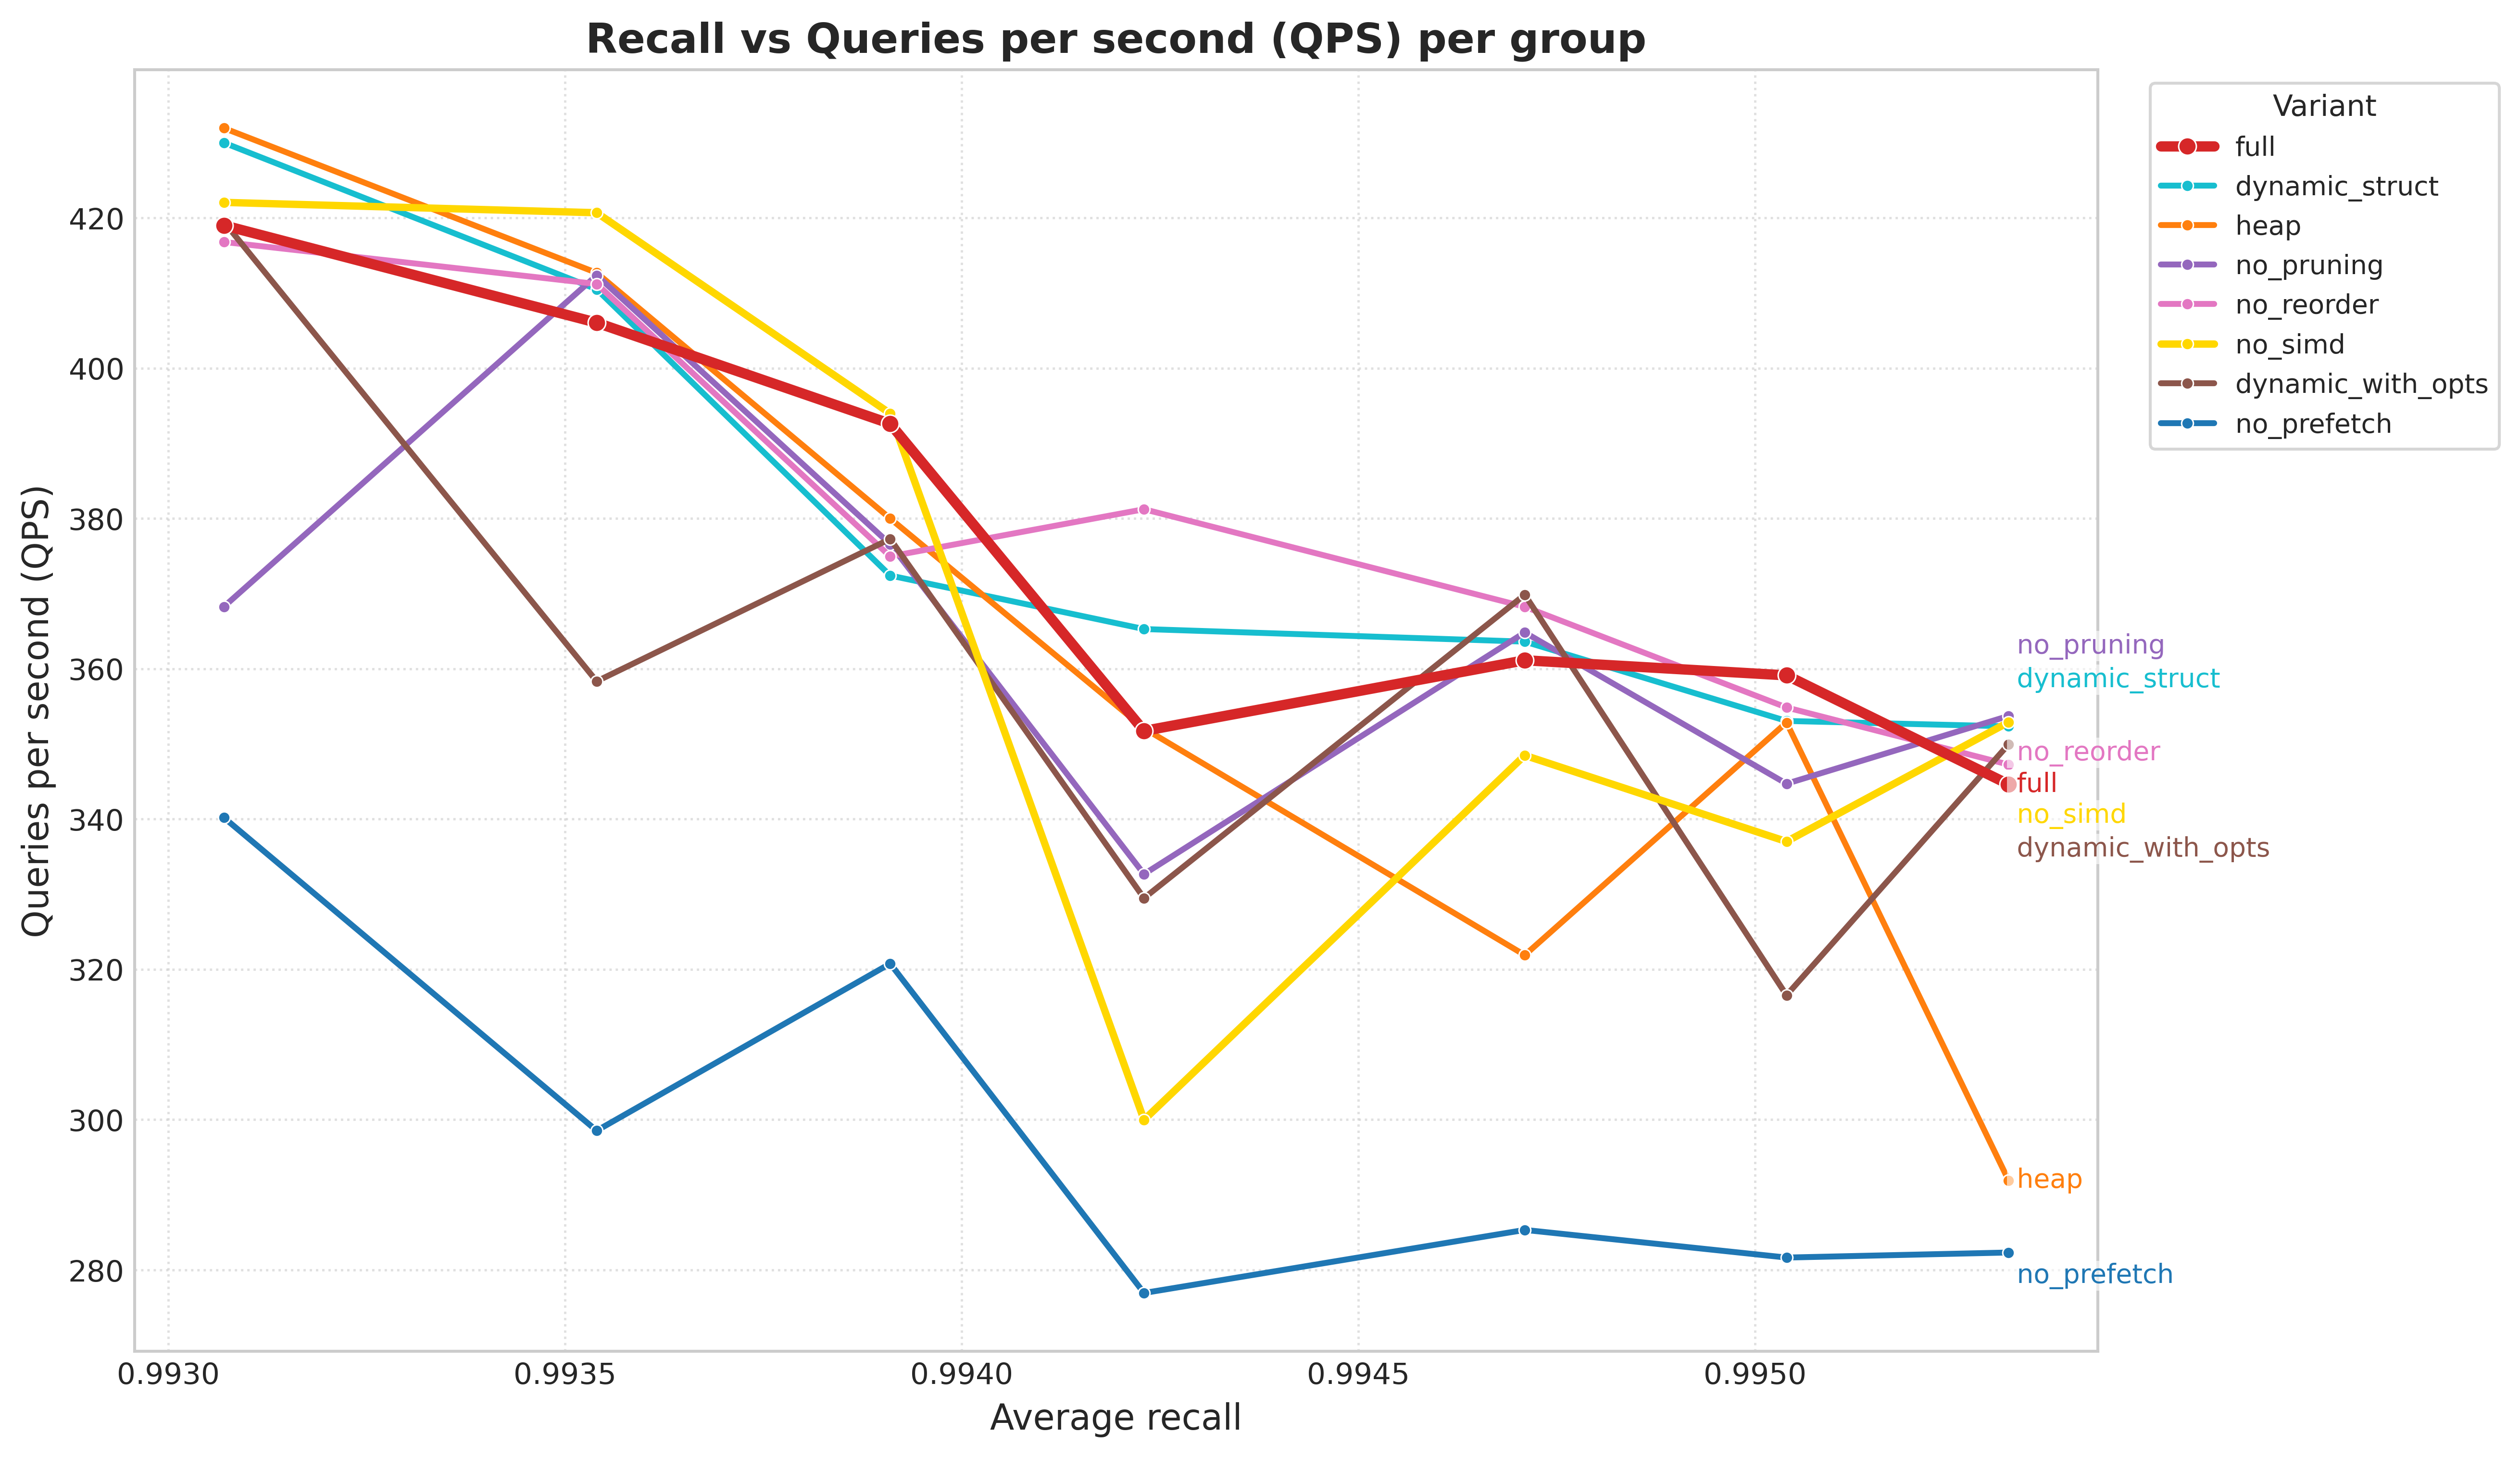 Recall vs Queries per second (QPS) per group
Queries per second (QPS)
420
400
380
360
340
320
300
280
0.9930
0.9935
0.9940
0.9945
0.9950
Average recall
no_pruning
dynamic_struct
no_reorder
full
no_simd
dynamic_with_opts
heap
no_prefetch
Variant
full
dynamic_struct
heap
no_pruning
no_reorder
no_simd
dynamic_with_opts
no_prefetch